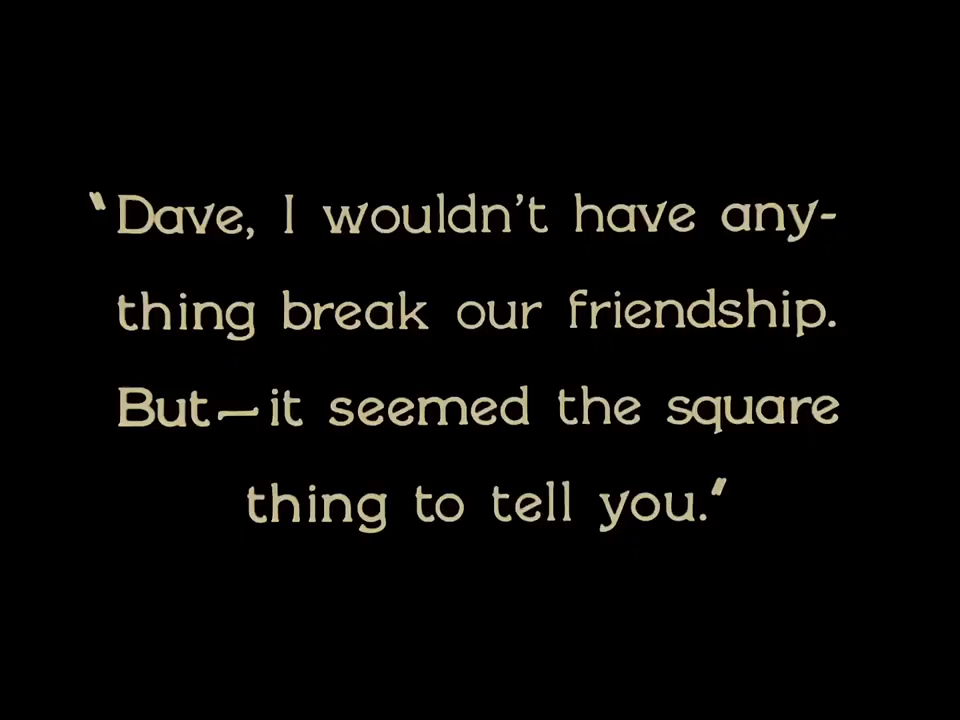 "Dave, I wouldn't have any-
thing break our friendship.
But—it seemed the square
thing to tell you."